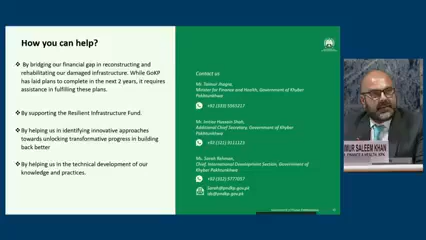 How you can help?
➢ By bridging our financial gap in reconstructing and
rehabilitating our damaged infrastructure. While GoKP
has laid plans to complete in the next 2 years, it requires
assistance in fulfilling these plans.
➢ By supporting the Resilient Infrastructure Fund.
➢ By helping us in identifying innovative approaches
towards unlocking transformative progress in building
back better
➢ By helping us in the technical development of our
knowledge and practices.
Contact us
Mr. Taimur Jhagra,
Minister for Finance and Health, Government of Khyber
Pakhtunkhwa
Mr. Imtiaz Hussain Shah,
Additional Chief Secretary, Government of Khyber
Pakhtunkhwa
Ms. Sarah Rehman,
Chief, International Development Section, Government of
Khyber Pakhtunkhwa
MUR SALEEM KHAN